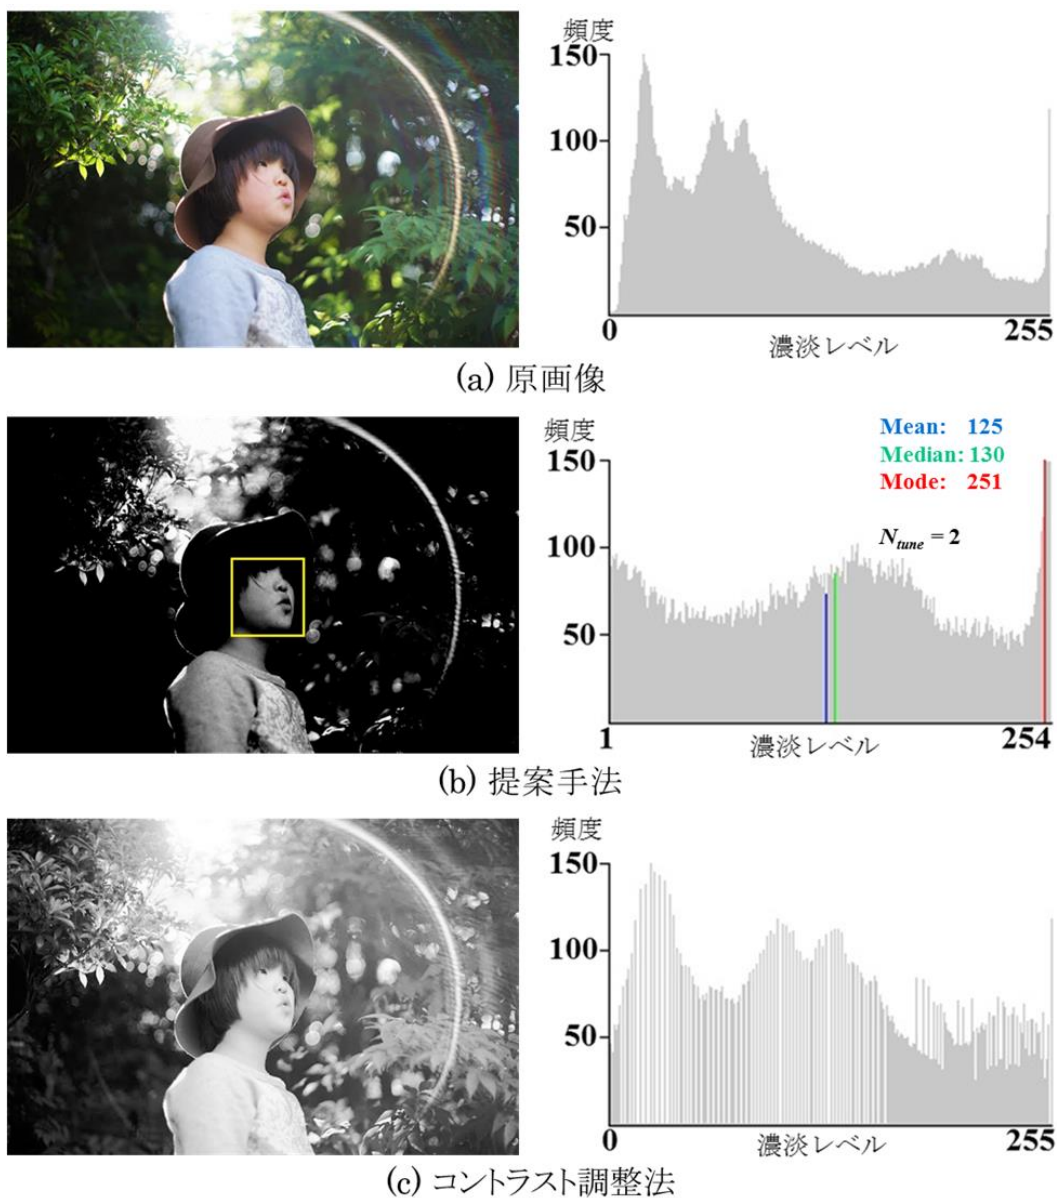 頻度
150
100
50
0
255
濃淡レベル
(a) 原画像
頻度
Mean: 125
Median: 130
Mode: 251
N_tune = 2
150
100
50
1
254
濃淡レベル
(b) 提案手法
頻度
150
100
50
0
255
濃淡レベル
(c) コントラスト調整法